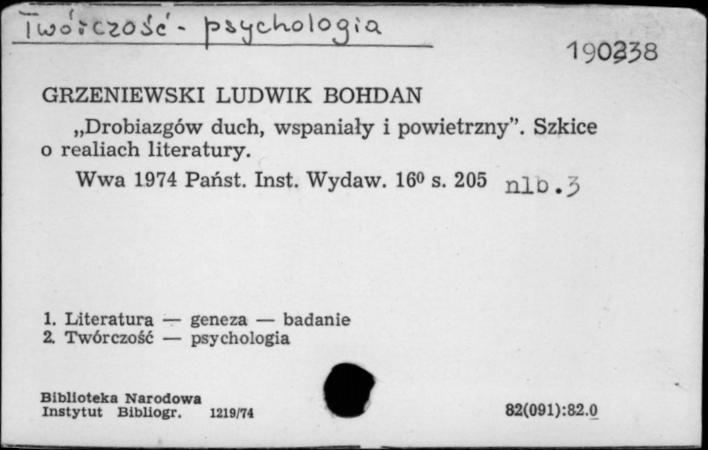 Twórczość - psychologia
190238
GRZENIEWSKI LUDWIK BOHDAN
„Drobiazgów duch, wspaniały i powietrzny”. Szkice
o realiach literatury.
Wwa 1974 Państ. Inst. Wydaw. 16⁰ s. 205 nlb.3
1. Literatura — geneza — badanie
2. Twórczość — psychologia
Biblioteka Narodowa
Instytut Bibliogr. 1219/74
82(091):82.0